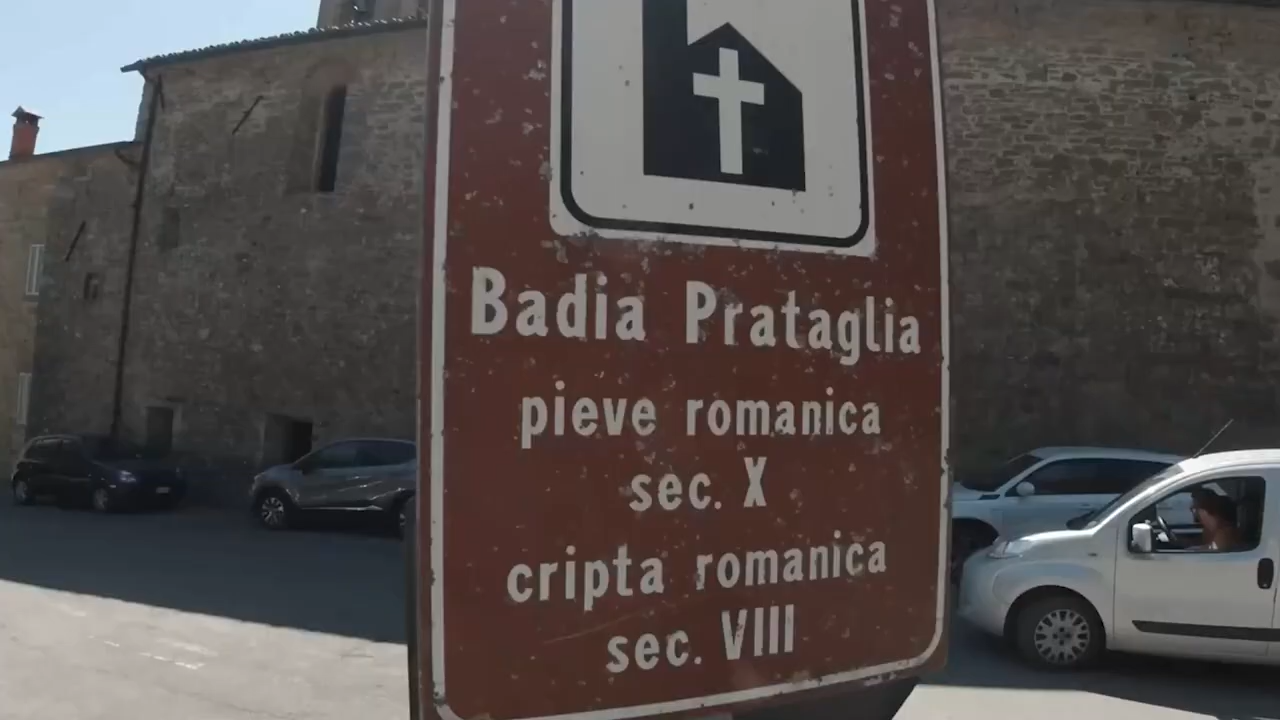 Badia Prataglia
pieve romanica
sec. X
cripta romanica
sec. VIII